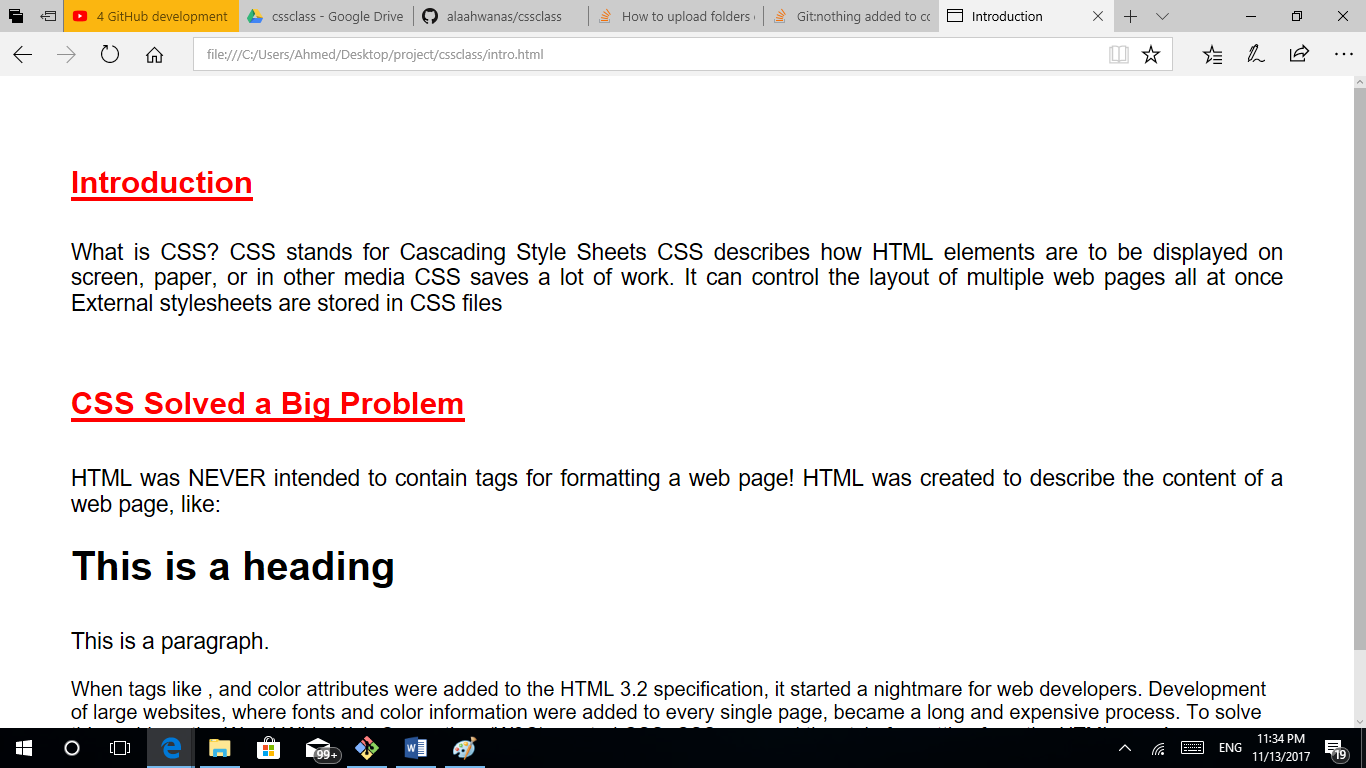 4 GitHub development
cssclass - Google Drive
alaahwanas/cssclass
How to upload folders
Git:nothing added to cc
Introduction
file:///C:/Users/Ahmed/Desktop/project/cssclass/intro.html
Introduction
What is CSS? CSS stands for Cascading Style Sheets CSS describes how HTML elements are to be displayed on
screen, paper, or in other media CSS saves a lot of work. It can control the layout of multiple web pages all at once
External stylesheets are stored in CSS files
CSS Solved a Big Problem
HTML was NEVER intended to contain tags for formatting a web page! HTML was created to describe the content of a
web page, like:
This is a heading
This is a paragraph.
When tags like , and color attributes were added to the HTML 3.2 specification, it started a nightmare for web developers. Development
of large websites, where fonts and color information were added to every single page, became a long and expensive process. To solve
99+
ENG
11:34 PM
11/13/2017
19